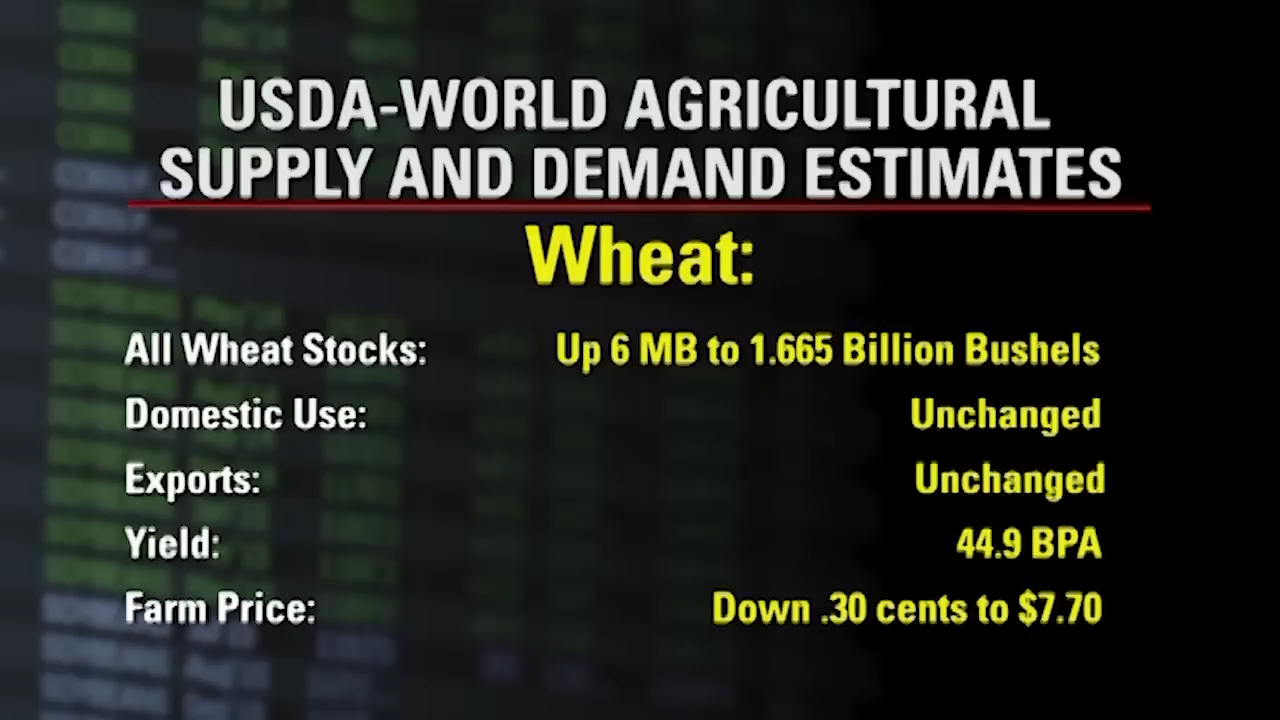 USDA-WORLD AGRICULTURAL
SUPPLY AND DEMAND ESTIMATES
Wheat:
All Wheat Stocks: Up 6 MB to 1.665 Billion Bushels
Domestic Use: Unchanged
Exports: Unchanged
Yield: 44.9 BPA
Farm Price: Down .30 cents to $7.70